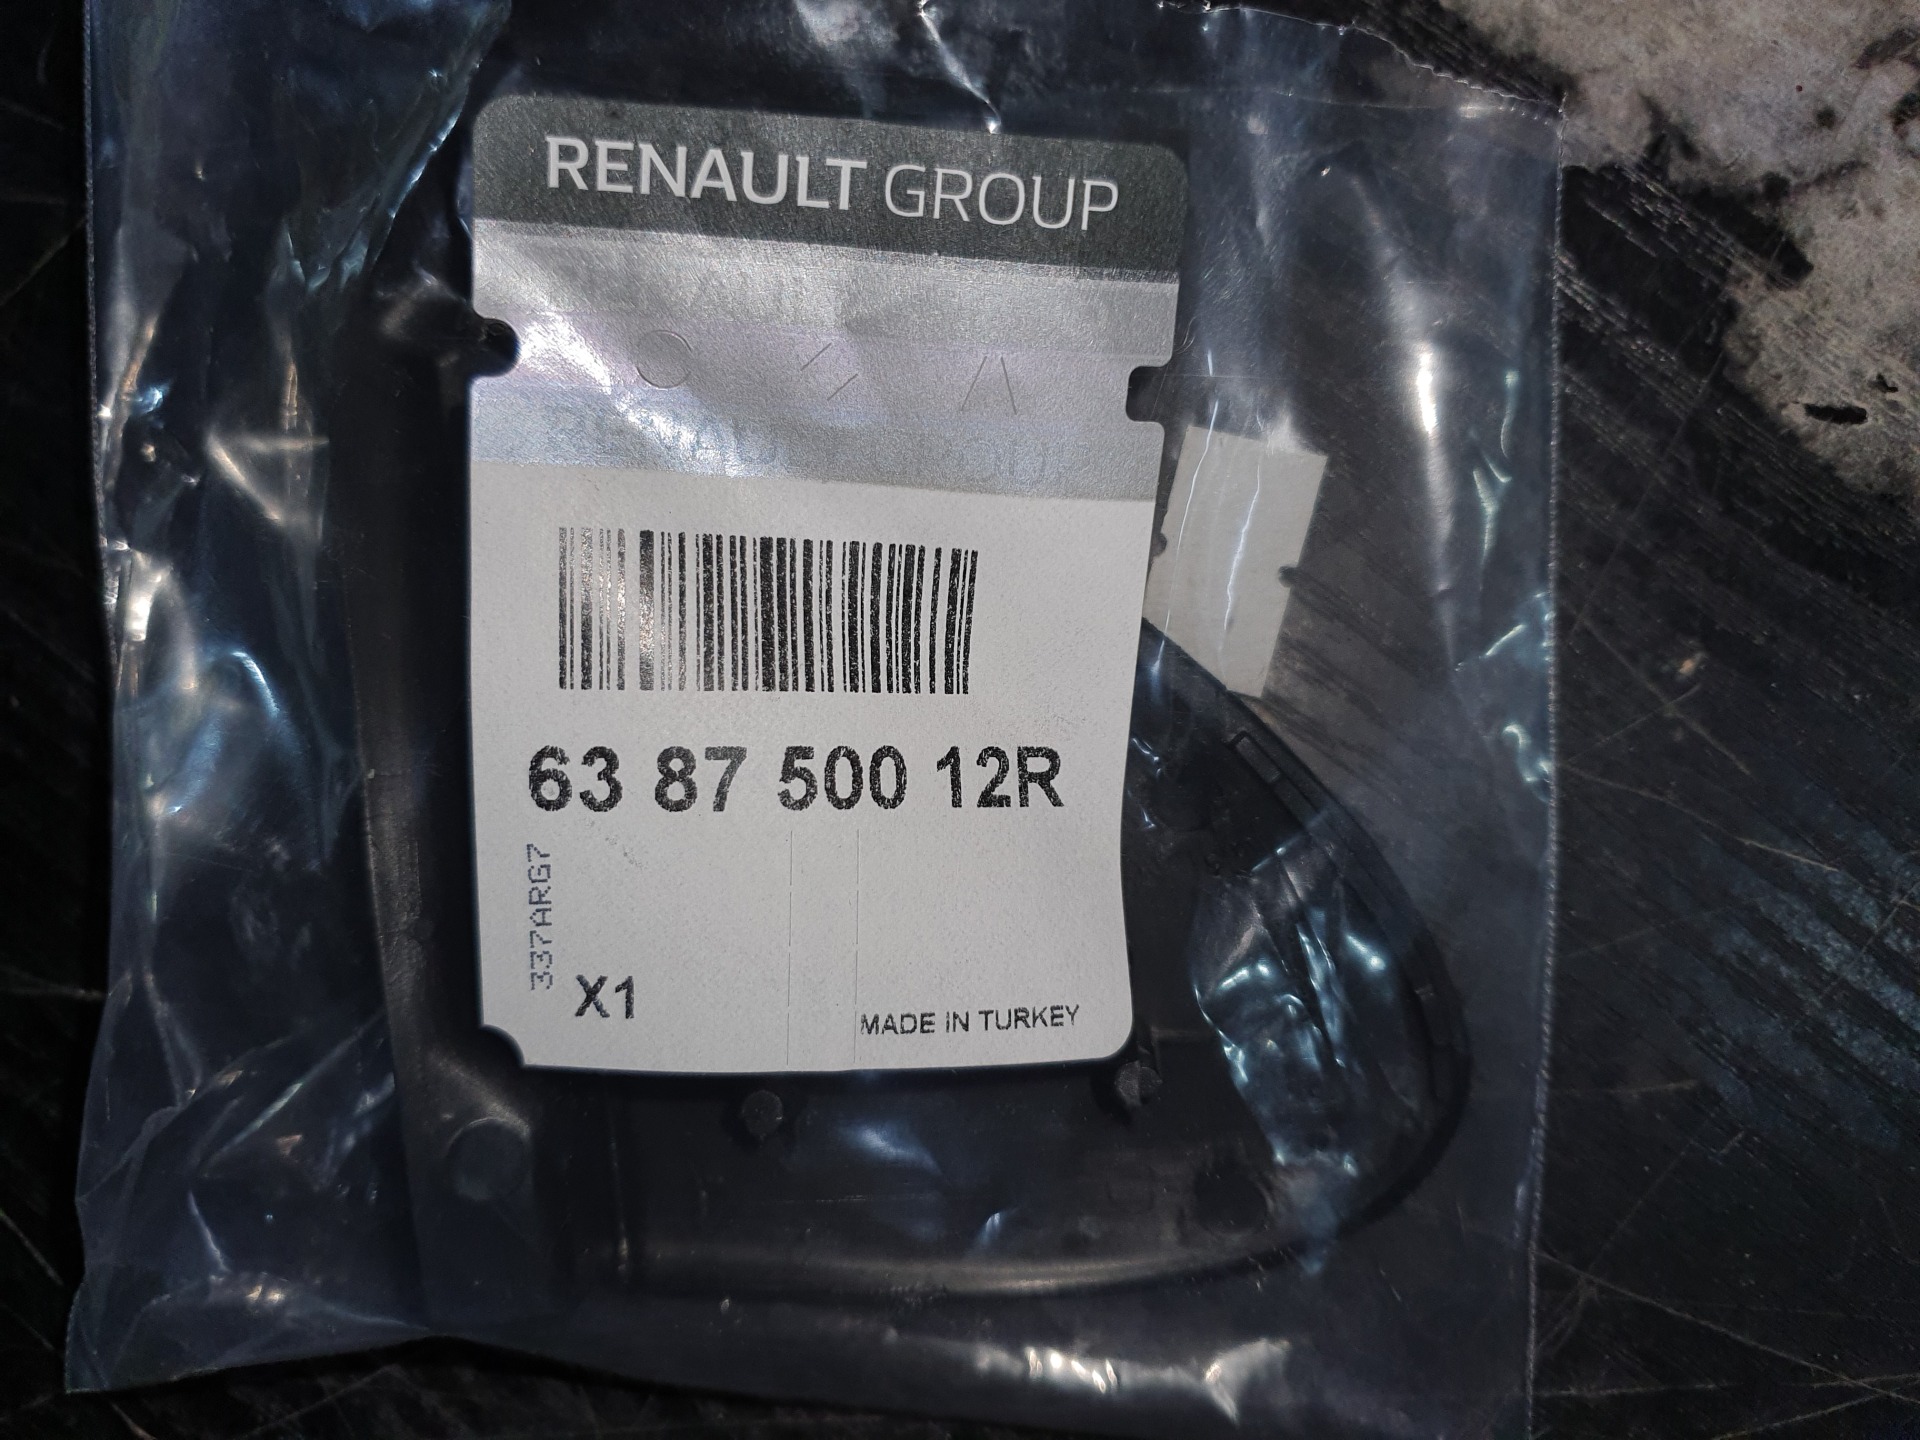 RENAULT GROUP
63 87 500 12R
337ARG7
X1
MADE IN TURKEY